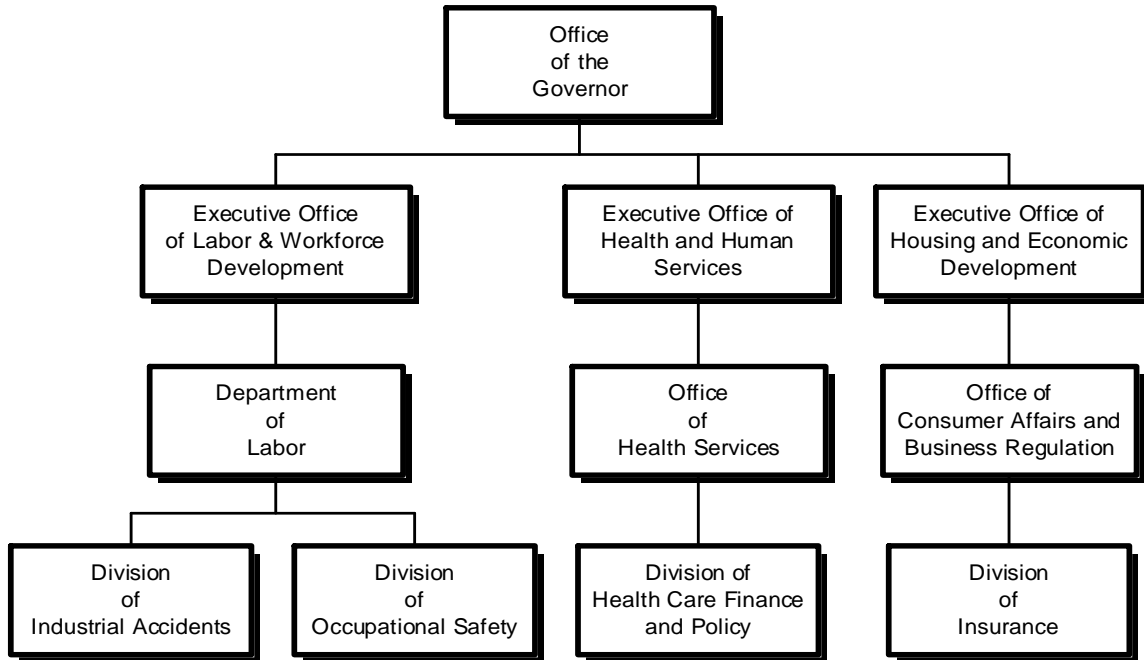 Office
of the
Governor
Executive Office
of Labor & Workforce
Development
Executive Office of
Health and Human
Services
Executive Office of
Housing and Economic
Development
Department
of
Labor
Office
of
Health Services
Office of
Consumer Affairs and
Business Regulation
Division
of
Industrial Accidents
Division
of
Occupational Safety
Division of
Health Care Finance
and Policy
Division
of
Insurance